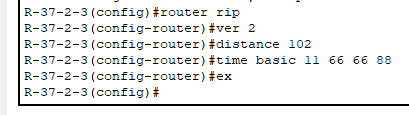 R-37-2-3(config)#router rip
R-37-2-3(config-router)#ver 2
R-37-2-3(config-router)#distance 102
R-37-2-3(config-router)#time basic 11 66 66 88
R-37-2-3(config-router)#ex
R-37-2-3(config)#